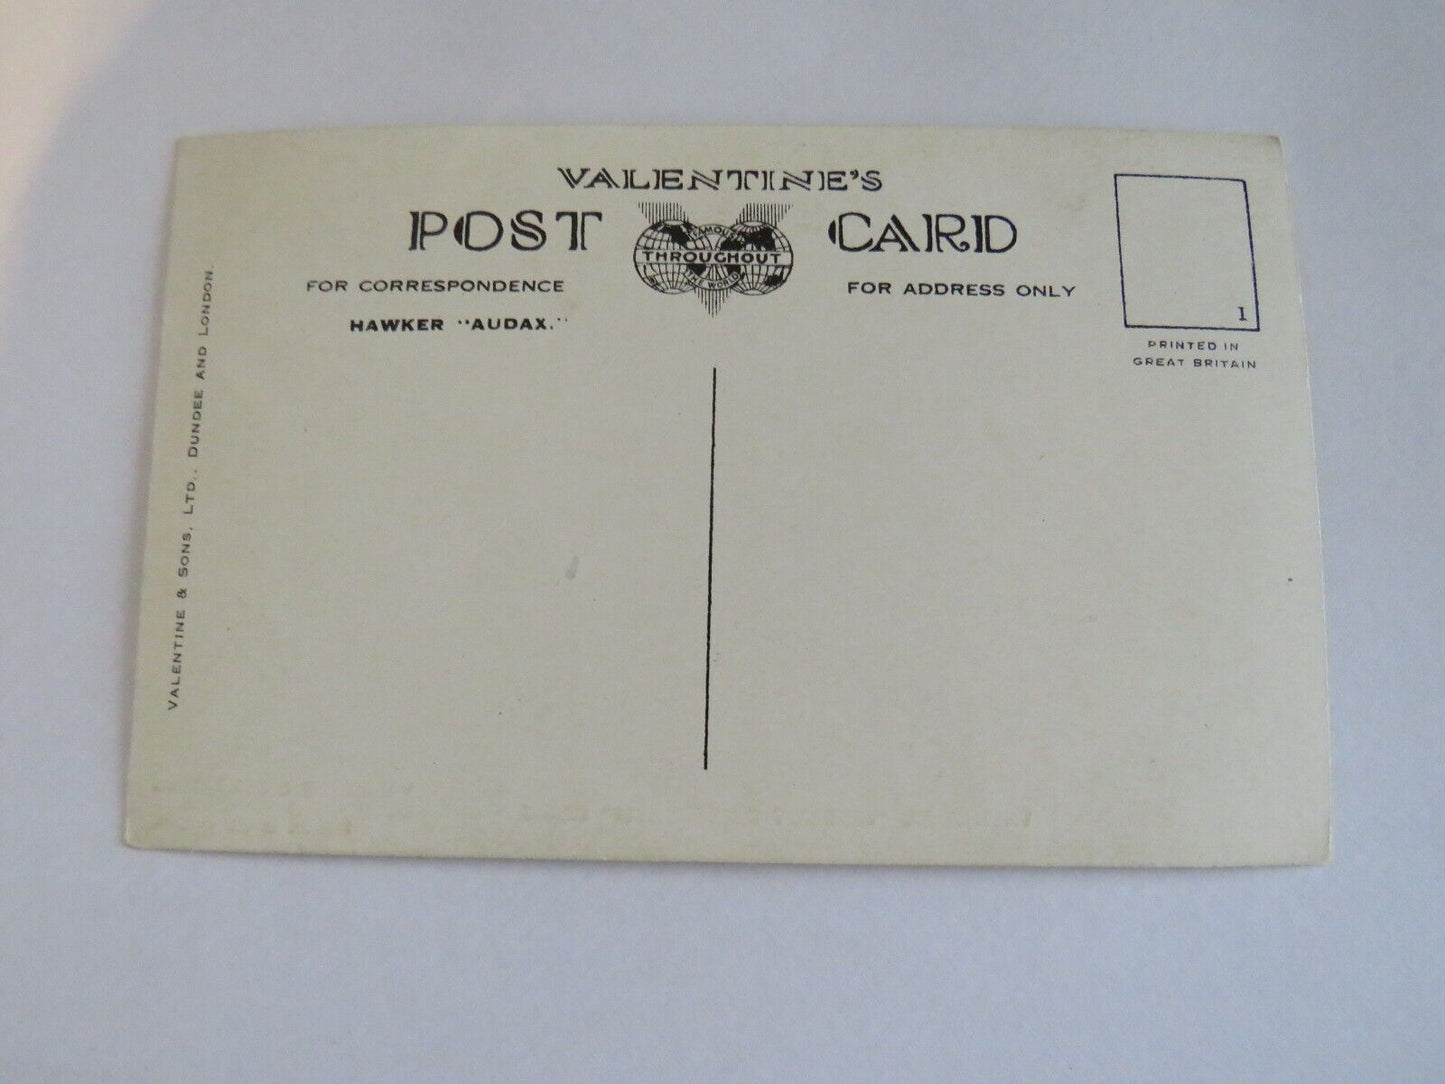 VALENTINE'S
POST CARD
FAMOUS
THROUGHOUT
THE WORLD
FOR CORRESPONDENCE
FOR ADDRESS ONLY
HAWKER "AUDAX."
1
PRINTED IN
GREAT BRITAIN
VALENTINE & SONS, LTD., DUNDEE AND LONDON.